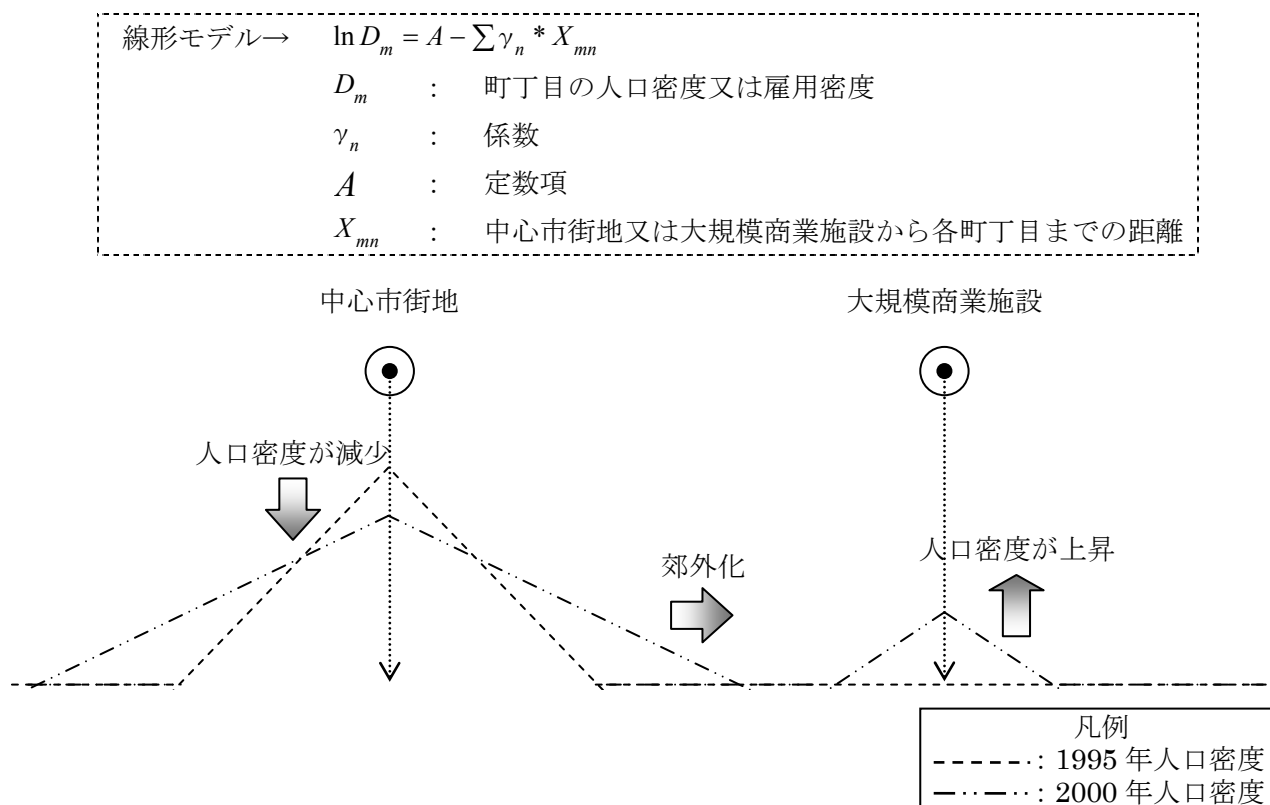 線形モデル→ ln D_m = A − ∑ γ_n * X_mn
D_m : 町丁目の人口密度又は雇用密度
γ_n : 係数
A : 定数項
X_mn : 中心市街地又は大規模商業施設から各町丁目までの距離
中心市街地 大規模商業施設
人口密度が減少
人口密度が上昇
郊外化
凡例
: 1995 年人口密度
: 2000 年人口密度